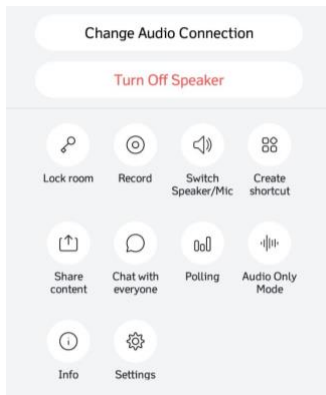 Change Audio Connection
Turn Off Speaker
Lock room
Record
Switch
Speaker/Mic
Create
shortcut
Share
content
Chat with
everyone
Polling
Audio Only
Mode
Info
Settings